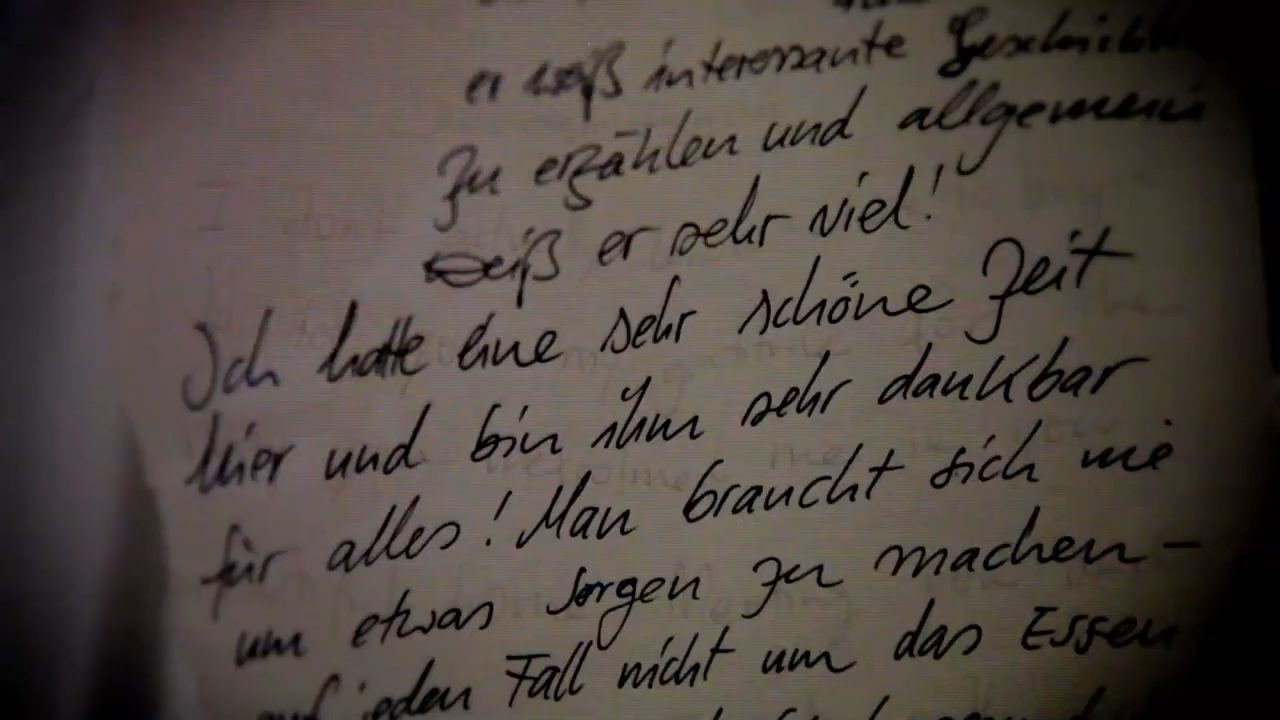 er weiß interessante Geschichten
zu erzählen und allgemein
weiß er sehr viel!
Ich hatte eine sehr schöne Zeit
hier und bin ihm sehr dankbar
für alles! Man braucht sich nie
um etwas Sorgen zu machen –
auf jeden Fall nicht um das Essen